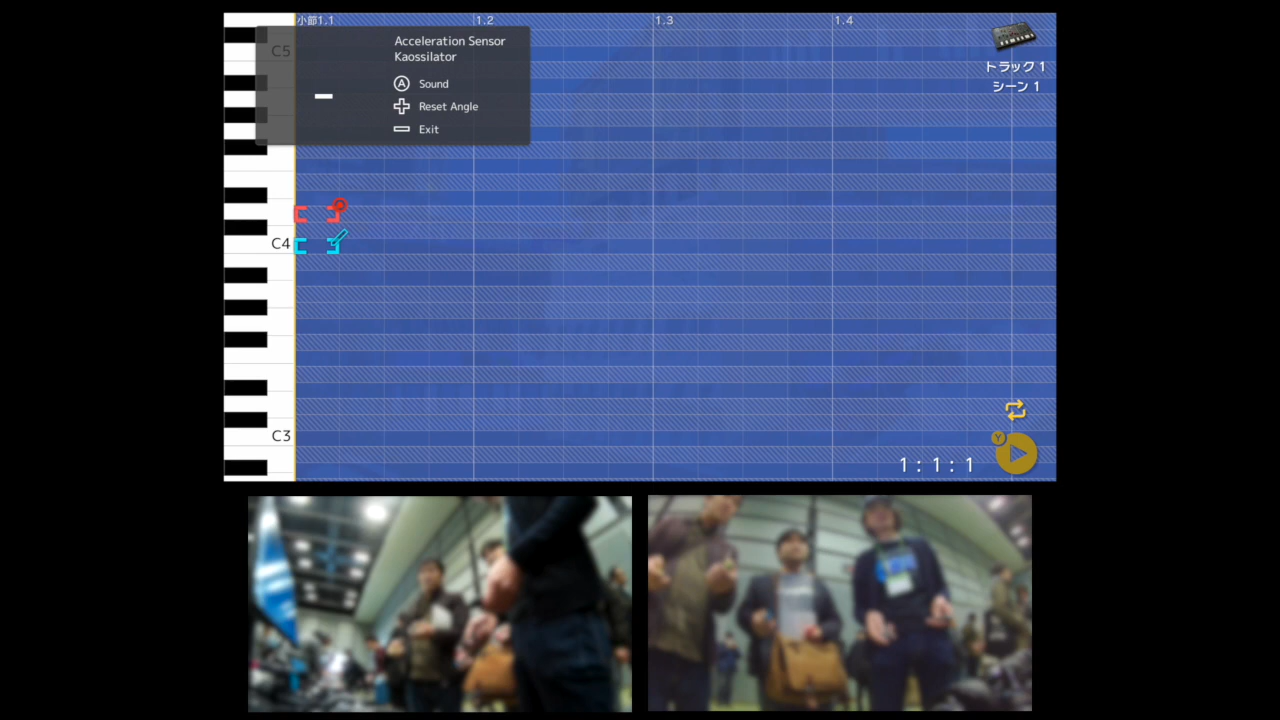 小節1.1
1.2
1.3
1.4
C5
Acceleration Sensor
Kaossilator
A Sound
Reset Angle
Exit
トラック 1
シーン 1
C4
C3
Y
1 : 1 : 1